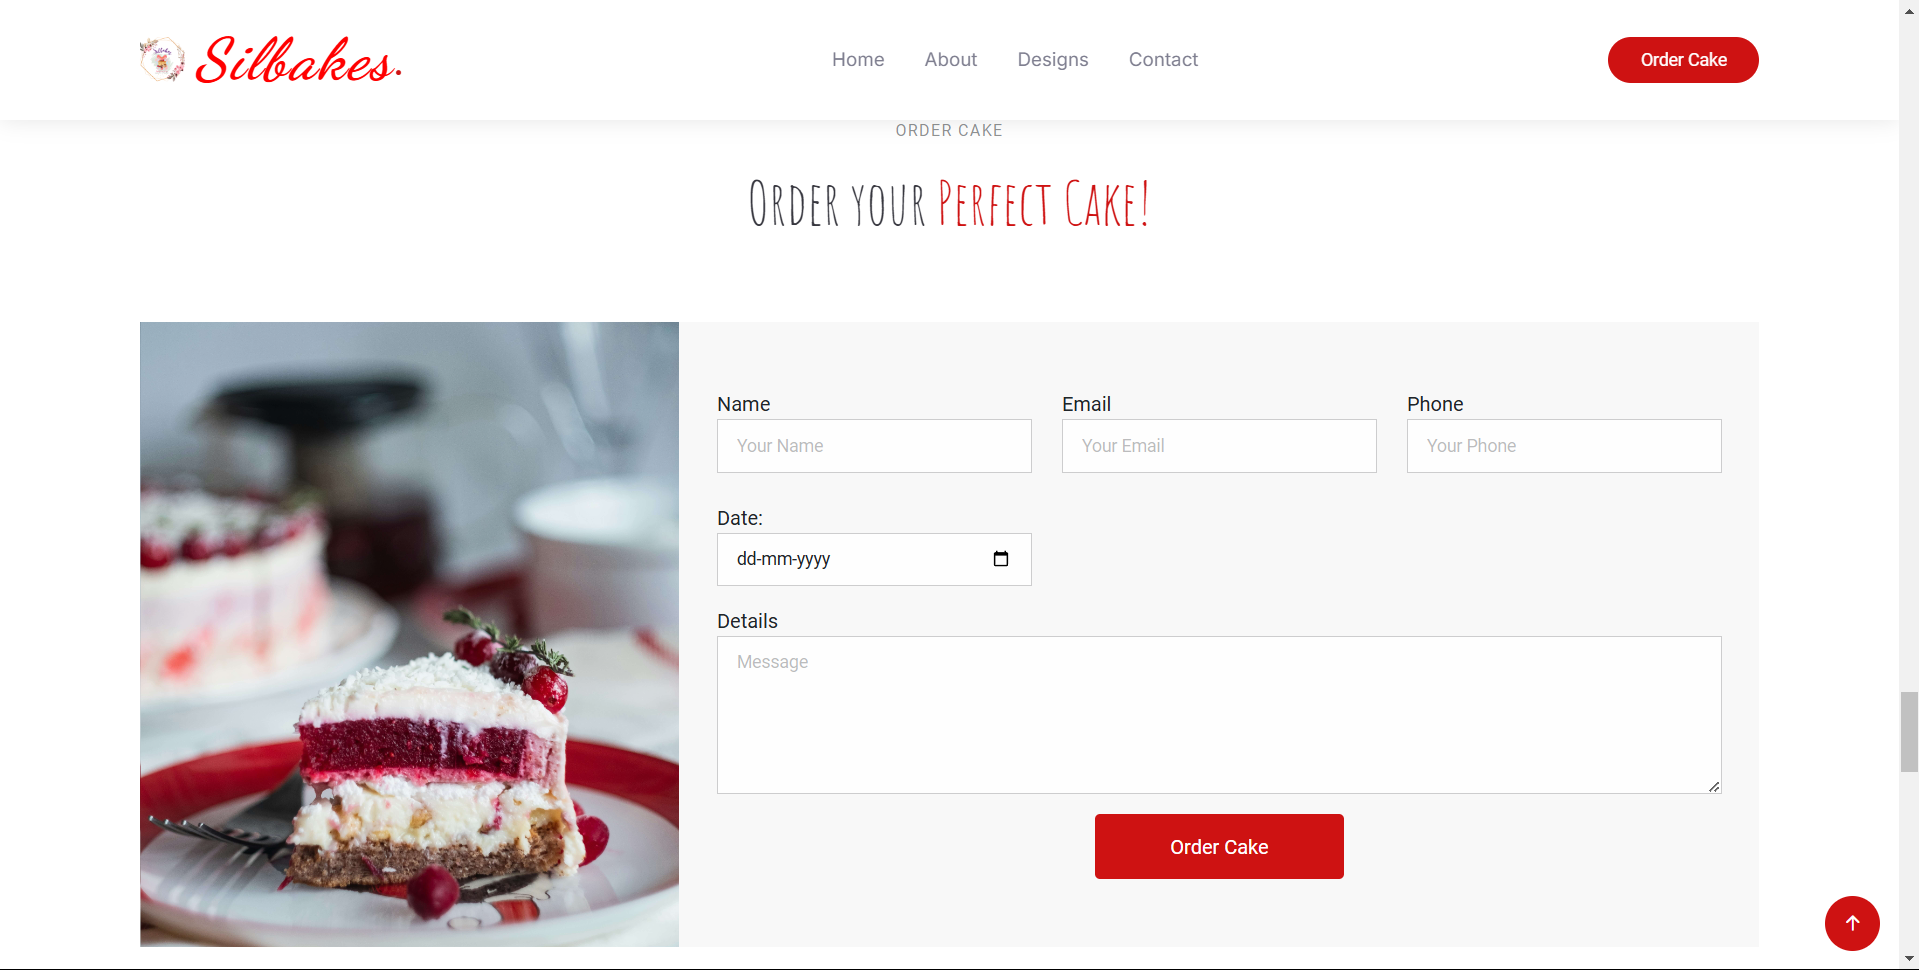 Silbakes.
Home About Designs Contact
Order Cake
ORDER CAKE
Order your Perfect Cake!
Name Email Phone
Your Name Your Email Your Phone
Date:
dd-mm-yyyy
Details
Message
Order Cake